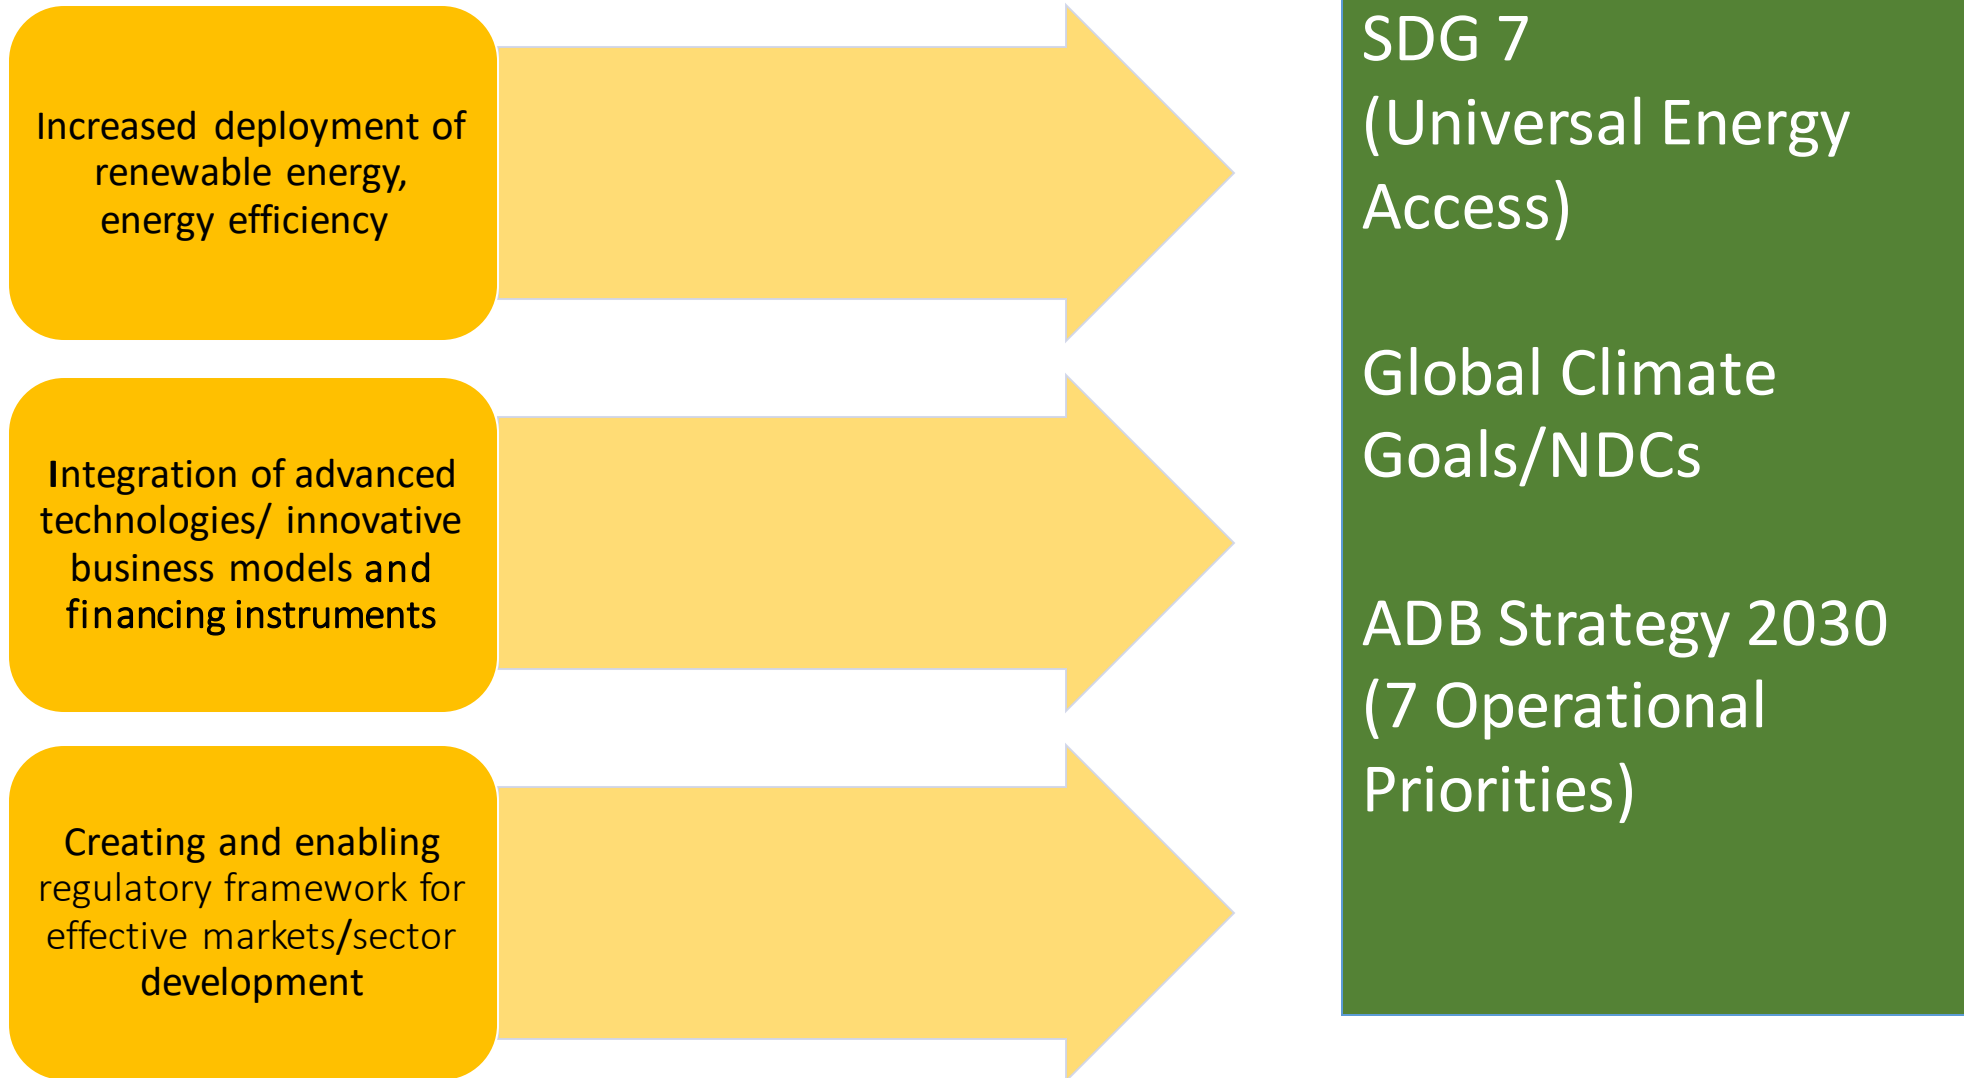 Increased deployment of
renewable energy,
energy efficiency
Integration of advanced
technologies/ innovative
business models and
financing instruments
Creating and enabling
regulatory framework for
effective markets/sector
development
SDG 7
(Universal Energy
Access)
Global Climate
Goals/NDCs
ADB Strategy 2030
(7 Operational
Priorities)